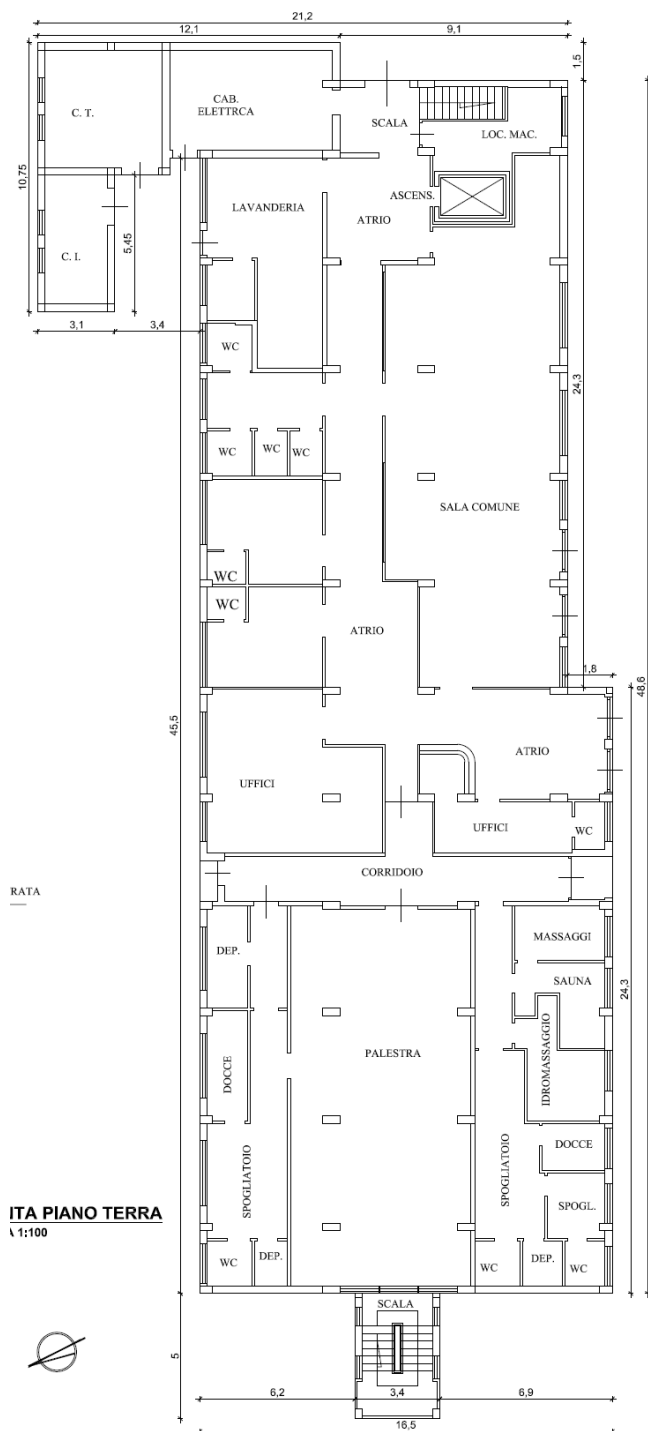 21,2
12,1
9,1
1,5
CAB.
ELETTRCA
C. T.
SCALA
LOC. MAC.
10,75
LAVANDERIA
ASCENS.
ATRIO
5,45
C. I.
3,1
3,4
WC
24,3
WC
WC
WC
SALA COMUNE
WC
WC
ATRIO
1,8
48,6
45,5
ATRIO
UFFICI
UFFICI
WC
CORRIDOIO
RATA
MASSAGGI
DEP.
SAUNA
24,3
IDROMASSAGGIO
PALESTRA
DOCCE
DOCCE
SPOGLIATOIO
SPOGLIATOIO
SPOGL.
ITA PIANO TERRA
1:100
WC
DEP.
WC
DEP.
WC
SCALA
5
6,2
3,4
6,9
16,5